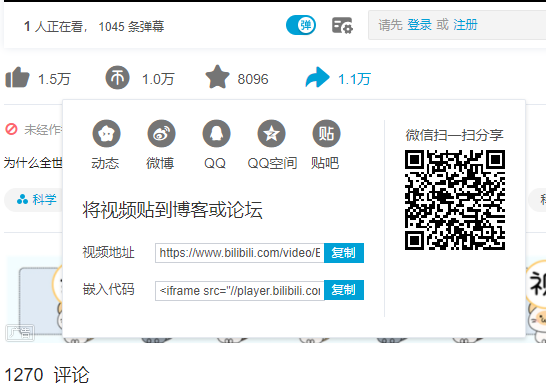 1 人正在看， 1045 条弹幕
弹
请先 登录 或 注册
1.5万
币 1.0万
8096
1.1万
未经作
为什么全世
科学
动态
微博
QQ
QQ空间
贴
贴吧
微信扫一扫分享
将视频贴到博客或论坛
视频地址 https://www.bilibili.com/video/E 复制
嵌入代码 <iframe src="//player.bilibili.com 复制
广告
1270 评论